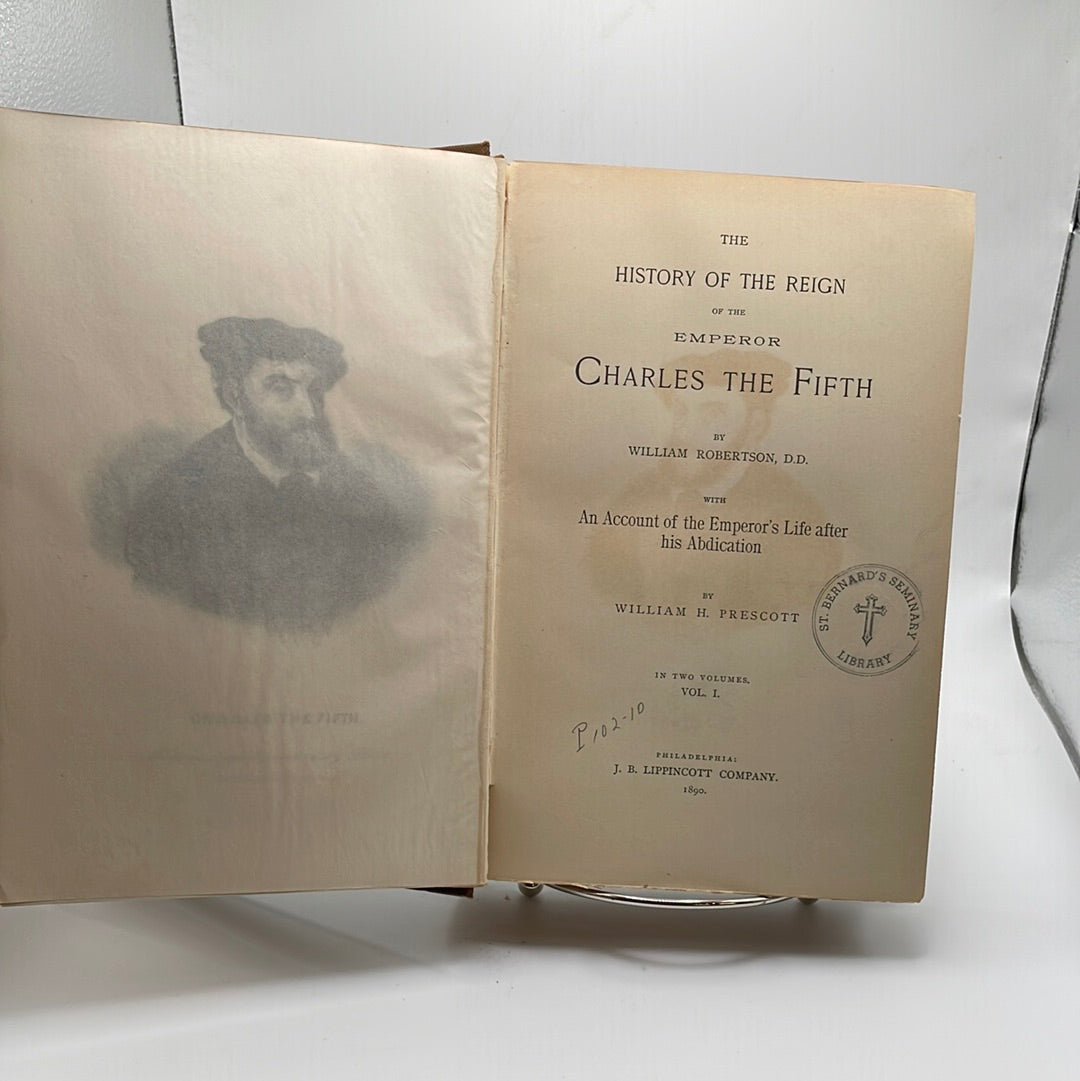 CHARLES THE FIFTH.
THE
HISTORY OF THE REIGN
OF THE
EMPEROR
CHARLES THE FIFTH
BY
WILLIAM ROBERTSON, D.D.
WITH
An Account of the Emperor's Life after
his Abdication
BY
WILLIAM H. PRESCOTT
ST. BERNARD'S SEMINARY
LIBRARY
IN TWO VOLUMES.
VOL. I.
P,102-10
PHILADELPHIA:
J. B. LIPPINCOTT COMPANY.
1890.